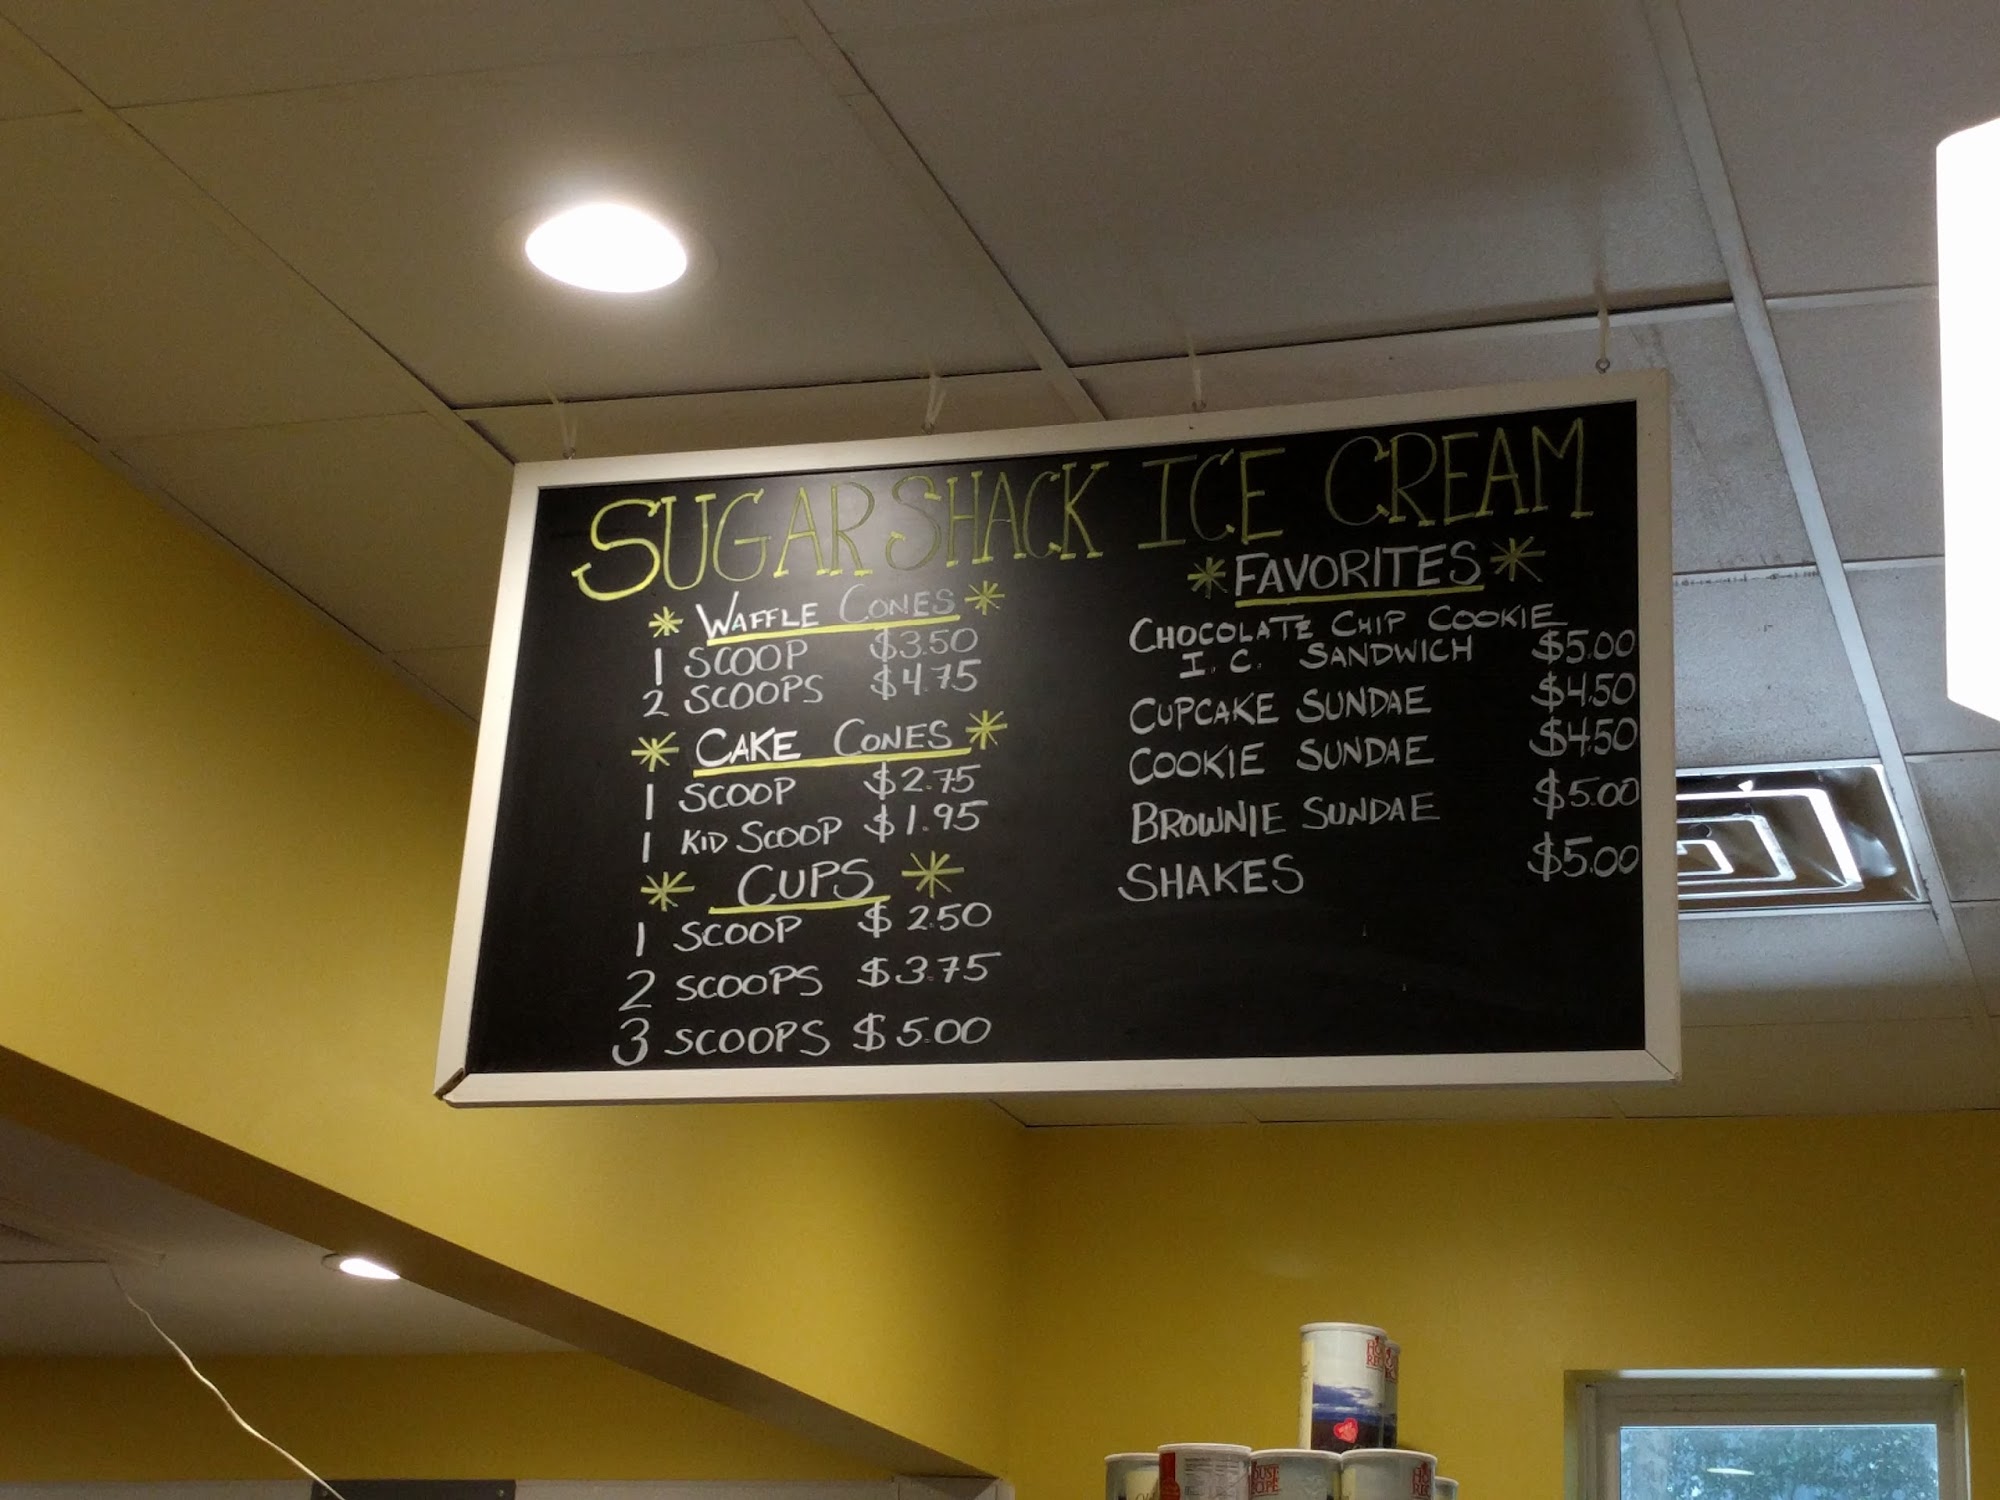 SUGAR SHACK ICE CREAM
* WAFFLE CONES *
1 SCOOP $3.50
2 SCOOPS $4.75
* CAKE CONES *
1 SCOOP $2.75
1 KID SCOOP $1.95
* CUPS *
1 SCOOP $2.50
2 SCOOPS $3.75
3 SCOOPS $5.00
* FAVORITES *
CHOCOLATE CHIP COOKIE
I.C. SANDWICH $5.00
CUPCAKE SUNDAE $4.50
COOKIE SUNDAE $4.50
BROWNIE SUNDAE $5.00
SHAKES $5.00